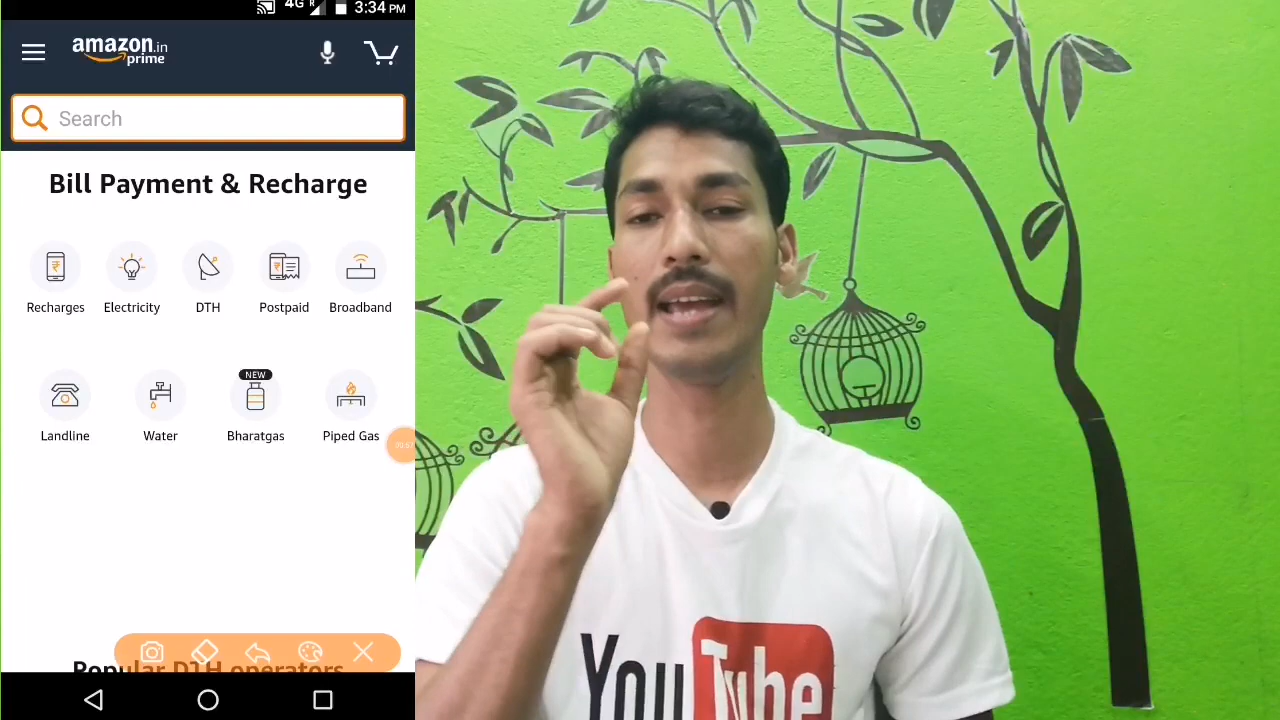 4G R 3:34 PM
amazon.in
prime
Search
Bill Payment & Recharge
Recharges Electricity DTH Postpaid Broadband
NEW
Landline Water Bharatgas Piped Gas
Popular DTH operators
YouTube